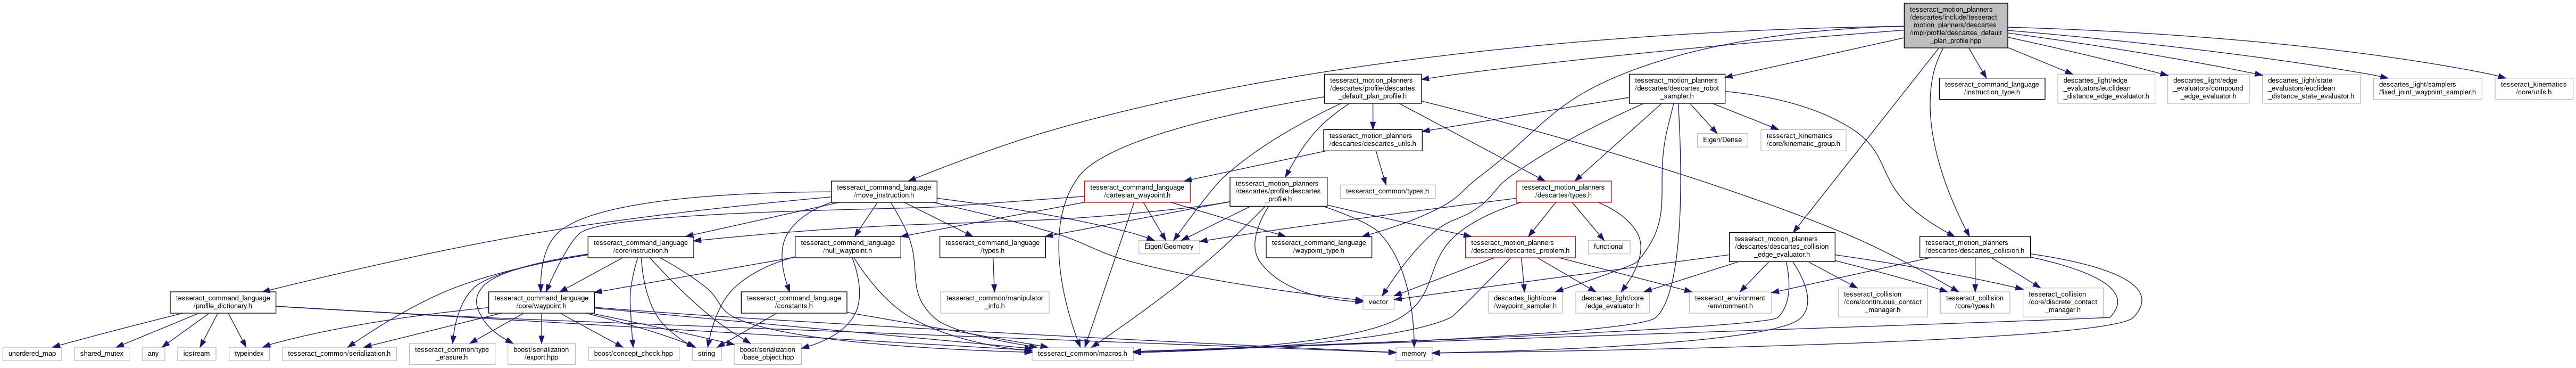 tesseract_motion_planners
/descartes/include/tesseract
_motion_planners/descartes
/impl/profile/descartes_default
_plan_profile.hpp
tesseract_motion_planners
/descartes/profile/descartes
_default_plan_profile.h
tesseract_motion_planners
/descartes/descartes_robot
_sampler.h
tesseract_command_language
/instruction_type.h
descartes_light/edge
_evaluators/euclidean
_distance_edge_evaluator.h
descartes_light/edge
_evaluators/compound
_edge_evaluator.h
descartes_light/state
_evaluators/euclidean
_distance_state_evaluator.h
descartes_light/samplers
/fixed_joint_waypoint_sampler.h
tesseract_kinematics
/core/utils.h
tesseract_motion_planners
/descartes/descartes_utils.h
Eigen/Dense
tesseract_kinematics
/core/kinematic_group.h
tesseract_command_language
/move_instruction.h
tesseract_command_language
/cartesian_waypoint.h
tesseract_motion_planners
/descartes/profile/descartes
_profile.h
tesseract_common/types.h
tesseract_motion_planners
/descartes/types.h
tesseract_command_language
/core/instruction.h
tesseract_command_language
/null_waypoint.h
tesseract_command_language
/types.h
Eigen/Geometry
tesseract_command_language
/waypoint_type.h
tesseract_motion_planners
/descartes/descartes_problem.h
functional
tesseract_motion_planners
/descartes/descartes_collision
_edge_evaluator.h
tesseract_motion_planners
/descartes/descartes_collision.h
tesseract_command_language
/profile_dictionary.h
tesseract_command_language
/core/waypoint.h
tesseract_command_language
/constants.h
tesseract_common/manipulator
_info.h
vector
descartes_light/core
/waypoint_sampler.h
descartes_light/core
/edge_evaluator.h
tesseract_environment
/environment.h
tesseract_collision
/core/continuous_contact
_manager.h
tesseract_collision
/core/types.h
tesseract_collision
/core/discrete_contact
_manager.h
unordered_map
shared_mutex
any
iostream
typeindex
tesseract_common/serialization.h
tesseract_common/type
_erasure.h
boost/serialization
/export.hpp
boost/concept_check.hpp
string
boost/serialization
/base_object.hpp
tesseract_common/macros.h
memory